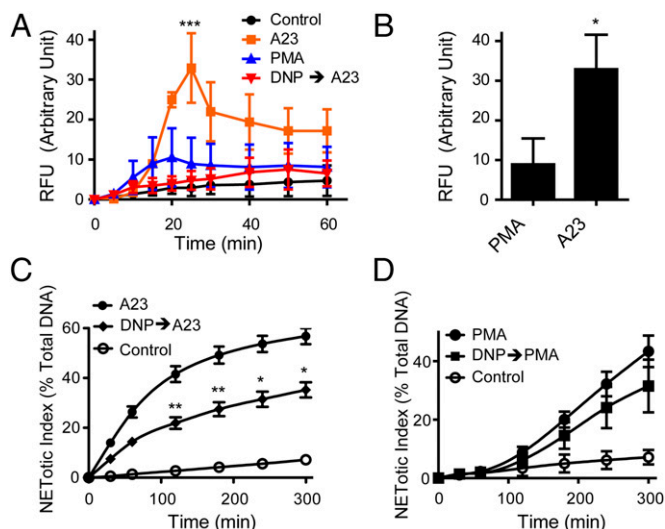 A
RFU (Arbitrary Unit)
40
30
20
10
0
***
Control
A23
PMA
DNP ➔ A23
0 20 40 60
Time (min)
B
RFU (Arbitrary Unit)
40
30
20
10
0
*
PMA
A23
C
NETotic Index (% Total DNA)
60
40
20
0
A23
DNP➔A23
Control
** ** * *
0 100 200 300
Time (min)
D
NETotic Index (% Total DNA)
60
40
20
0
PMA
DNP➔PMA
Control
0 100 200 300
Time (min)